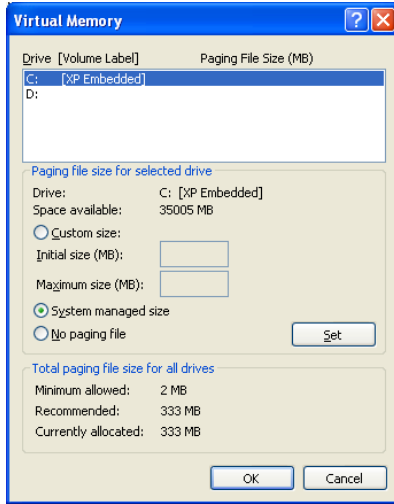 Virtual Memory
Drive [Volume Label] Paging File Size (MB)
C: [XP Embedded]
D:
Paging file size for selected drive
Drive: C: [XP Embedded]
Space available: 35005 MB
Custom size:
Initial size (MB):
Maximum size (MB):
System managed size
No paging file Set
Total paging file size for all drives
Minimum allowed: 2 MB
Recommended: 333 MB
Currently allocated: 333 MB
OK Cancel